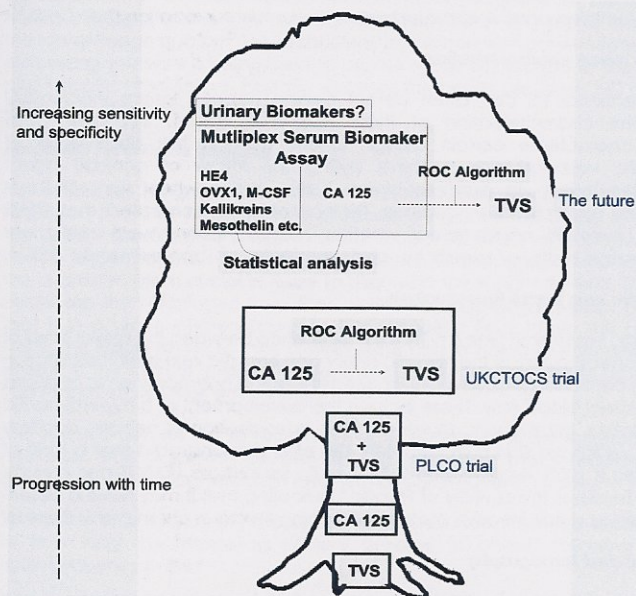 Increasing sensitivity
and specificity
Urinary Biomakers?
Mutliplex Serum Biomaker
Assay
HE4
OVX1, M-CSF
Kallikreins
Mesothelin etc.
CA 125
ROC Algorithm
TVS
The future
Statistical analysis
ROC Algorithm
CA 125
TVS
UKCTOCS trial
CA 125
+
TVS
PLCO trial
Progression with time
CA 125
TVS